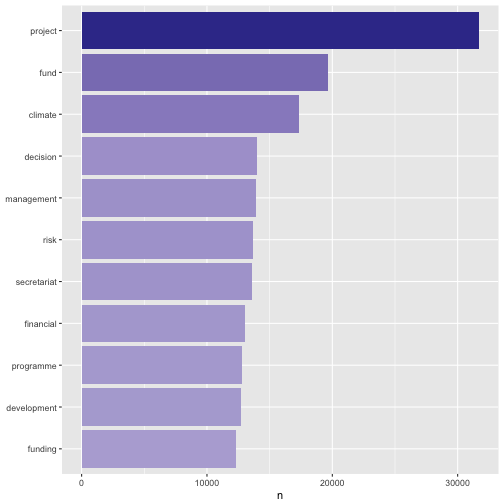 project
fund
climate
decision
management
risk
secretariat
financial
programme
development
funding
0 10000 20000 30000
n